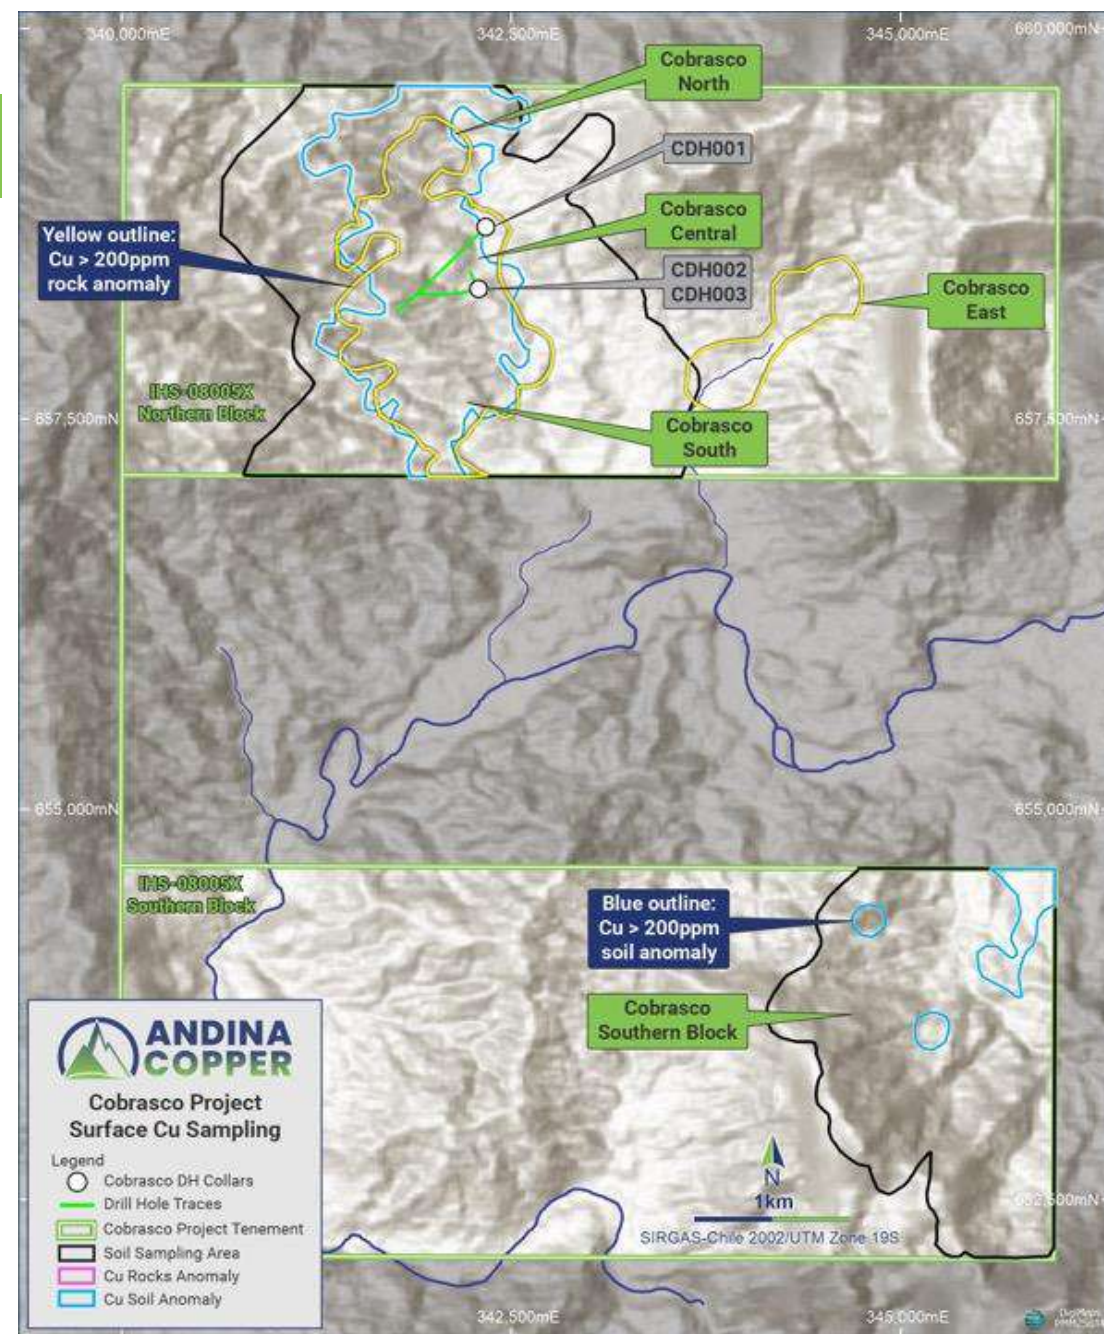 340,000mE
342,500mE
345,000mE
660,000mN
Cobrasco
North
CDH001
Cobrasco
Central
Yellow outline:
Cu > 200ppm
rock anomaly
CDH002
CDH003
Cobrasco
East
IHS-08005X
Northern Block
657,500mN
657,500mN
Cobrasco
South
655,000mN
655,000mN
IHS-08005X
Southern Block
Blue outline:
Cu > 200ppm
soil anomaly
Cobrasco
Southern Block
ANDINA
COPPER
Cobrasco Project
Surface Cu Sampling
Legend
Cobrasco DH Collars
Drill Hole Traces
Cobrasco Project Tenement
Soil Sampling Area
Cu Rocks Anomaly
Cu Soil Anomaly
N
1km
652,500mN
SIRGAS-Chile 2002/UTM Zone 19S
342,500mE
345,000mE